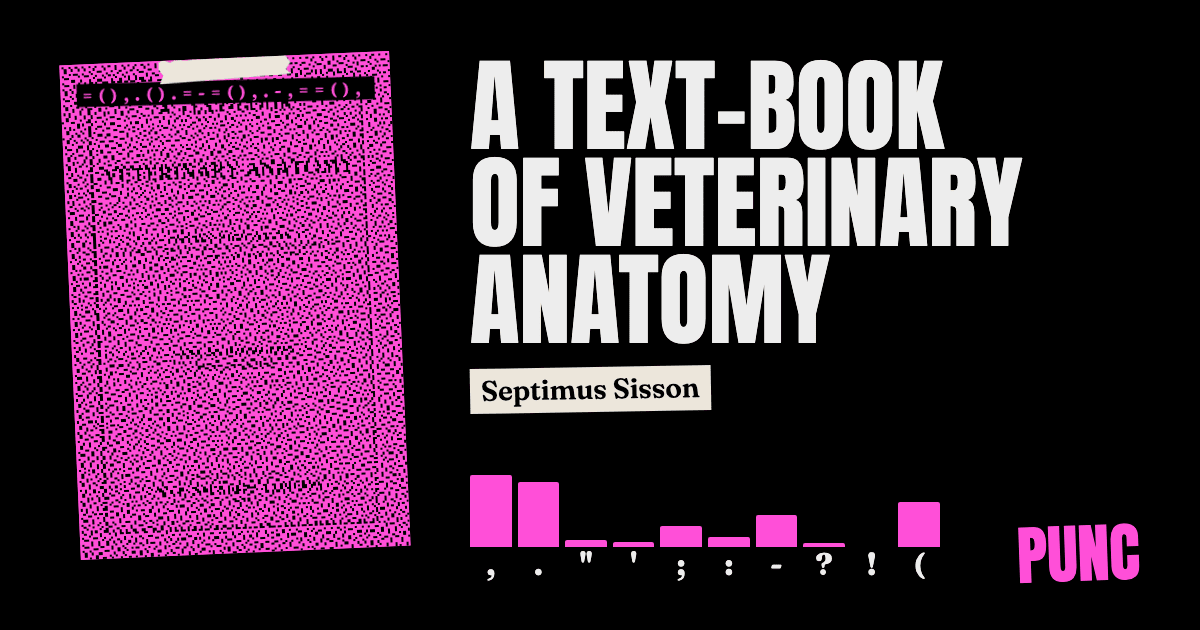 =(),.().=-=(),.-,==(),
VETERINARY ANATOMY
A TEXT-BOOK
OF VETERINARY
ANATOMY
Septimus Sisson
, . " ' ; : - ? ! (
PUNC